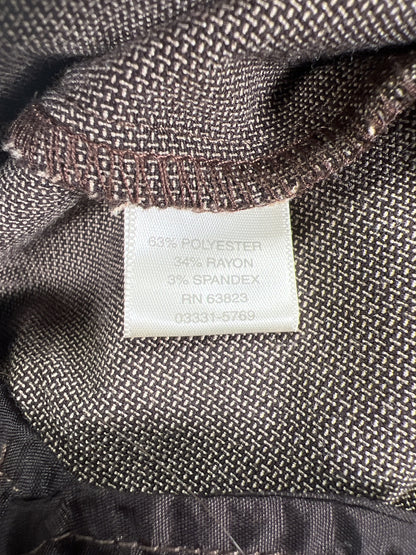 63% POLYESTER
34% RAYON
3% SPANDEX
RN 63823
03331-5769